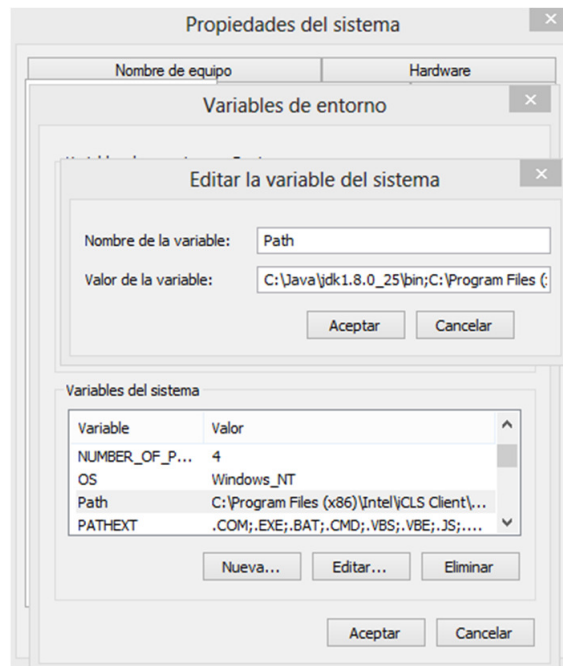 Propiedades del sistema
Nombre de equipo Hardware
Variables de entorno
Editar la variable del sistema
Nombre de la variable: Path
Valor de la variable: C:\Java\jdk1.8.0_25\bin;C:\Program Files (
Aceptar Cancelar
Variables del sistema
Variable Valor
NUMBER_OF_P... 4
OS Windows_NT
Path C:\Program Files (x86)\Intel\iCLS Client\...
PATHEXT .COM;.EXE;.BAT;.CMD;.VBS;.VBE;.JS;....
Nueva... Editar... Eliminar
Aceptar Cancelar